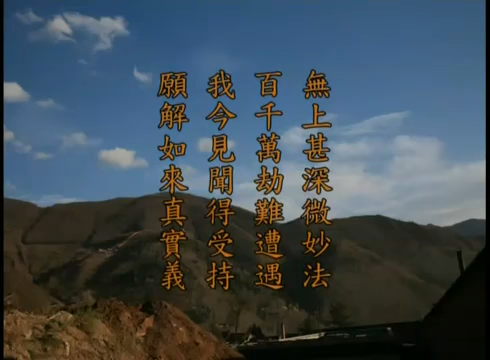 無上甚深微妙法
百千萬劫難遭遇
我今見聞得受持
願解如來真實義